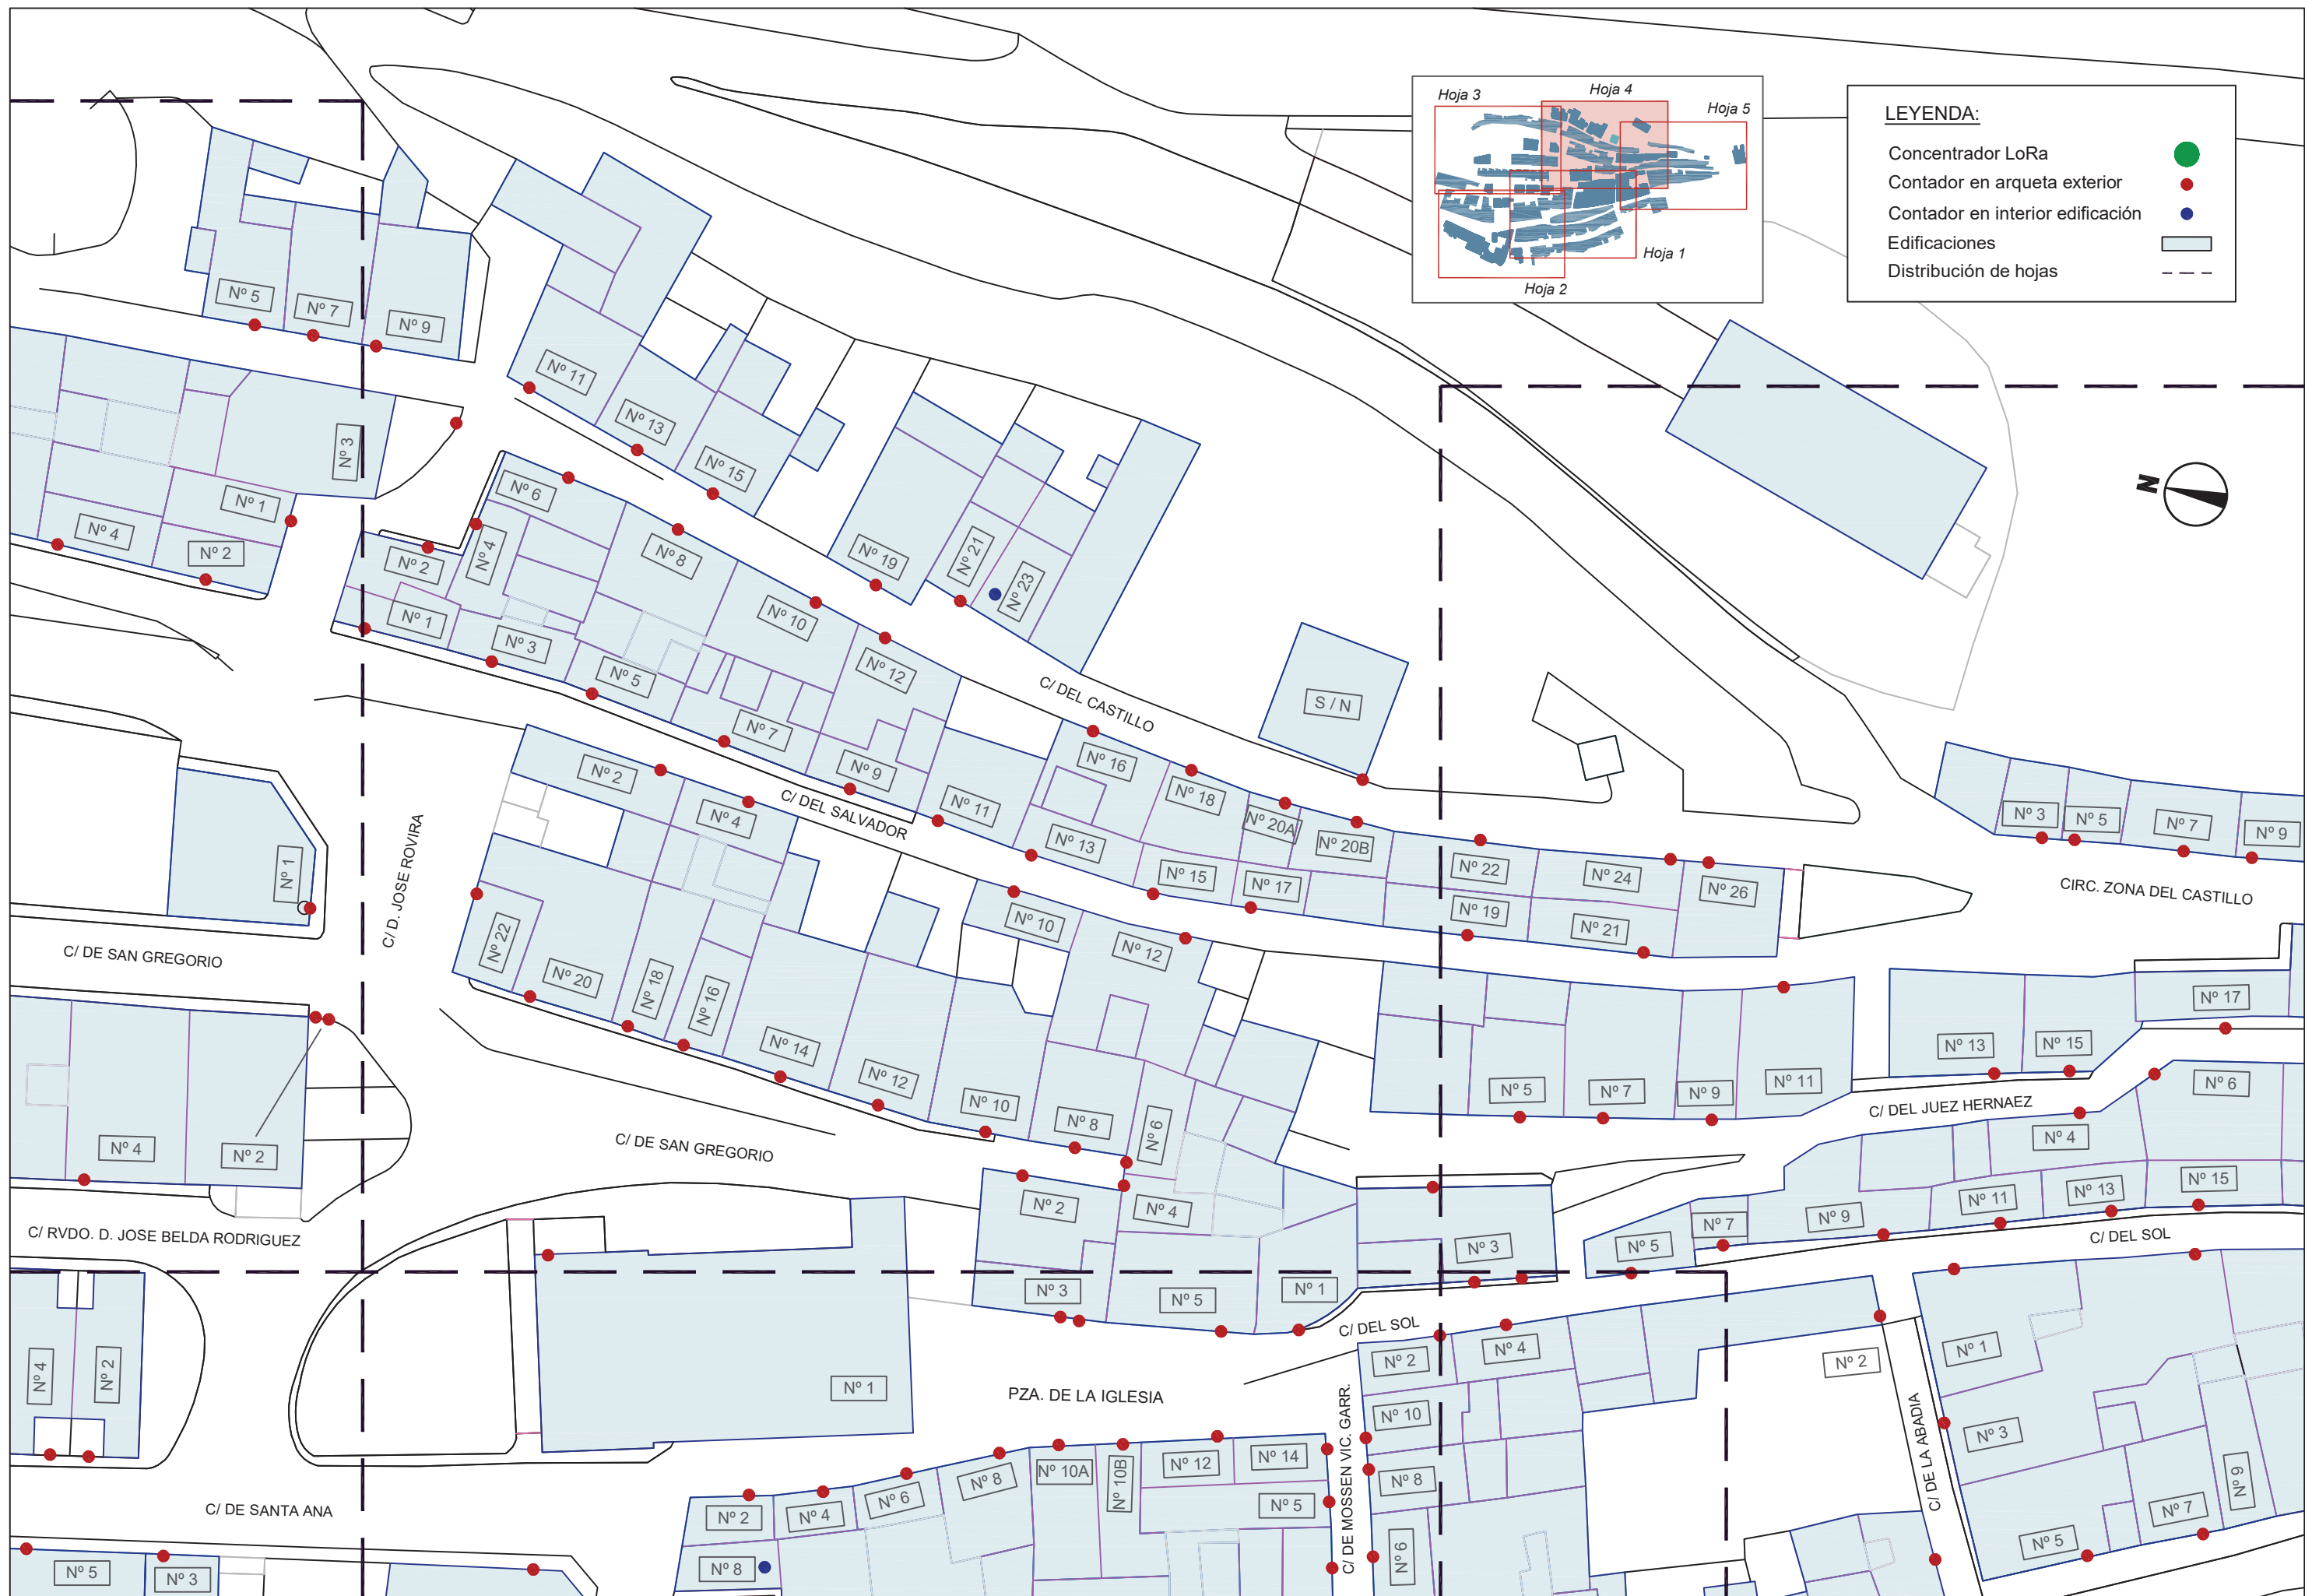 Hoja 3
Hoja 4
Hoja 5
Hoja 1
Hoja 2
LEYENDA:
Concentrador LoRa
Contador en arqueta exterior
Contador en interior edificación
Edificaciones
Distribución de hojas
N
Nº 5
Nº 7
Nº 9
Nº 11
Nº 13
Nº 15
Nº 19
Nº 21
Nº 23
Nº 3
Nº 1
Nº 4
Nº 2
Nº 6
Nº 4
Nº 2
Nº 8
Nº 10
Nº 12
Nº 1
Nº 3
Nº 5
Nº 7
Nº 9
Nº 11
Nº 13
Nº 15
Nº 17
Nº 19
Nº 21
C/ DEL CASTILLO
S / N
Nº 16
Nº 18
Nº 20A
Nº 20B
Nº 22
Nº 24
Nº 26
Nº 3
Nº 5
Nº 7
Nº 9
CIRC. ZONA DEL CASTILLO
C/ DEL SALVADOR
Nº 2
Nº 4
Nº 10
Nº 12
C/ D. JOSE ROVIRA
Nº 1
C/ DE SAN GREGORIO
Nº 22
Nº 20
Nº 18
Nº 16
Nº 14
Nº 12
Nº 10
Nº 8
Nº 6
Nº 4
Nº 2
Nº 5
Nº 7
Nº 9
Nº 11
Nº 13
Nº 15
Nº 17
C/ DEL JUEZ HERNAEZ
Nº 6
Nº 4
Nº 4
Nº 2
C/ DE SAN GREGORIO
C/ RVDO. D. JOSE BELDA RODRIGUEZ
Nº 3
Nº 5
Nº 1
Nº 3
Nº 5
Nº 7
Nº 9
Nº 11
Nº 13
Nº 15
C/ DEL SOL
C/ DEL SOL
Nº 4
Nº 2
Nº 1
PZA. DE LA IGLESIA
Nº 2
Nº 4
Nº 2
Nº 1
Nº 3
Nº 5
Nº 7
Nº 9
C/ DE LA ABADIA
Nº 10
Nº 8
Nº 6
C/ DE MOSSEN VIC. GARR.
C/ DE SANTA ANA
Nº 2
Nº 4
Nº 6
Nº 8
Nº 10A
Nº 10B
Nº 12
Nº 14
Nº 5
Nº 8
Nº 5
Nº 3